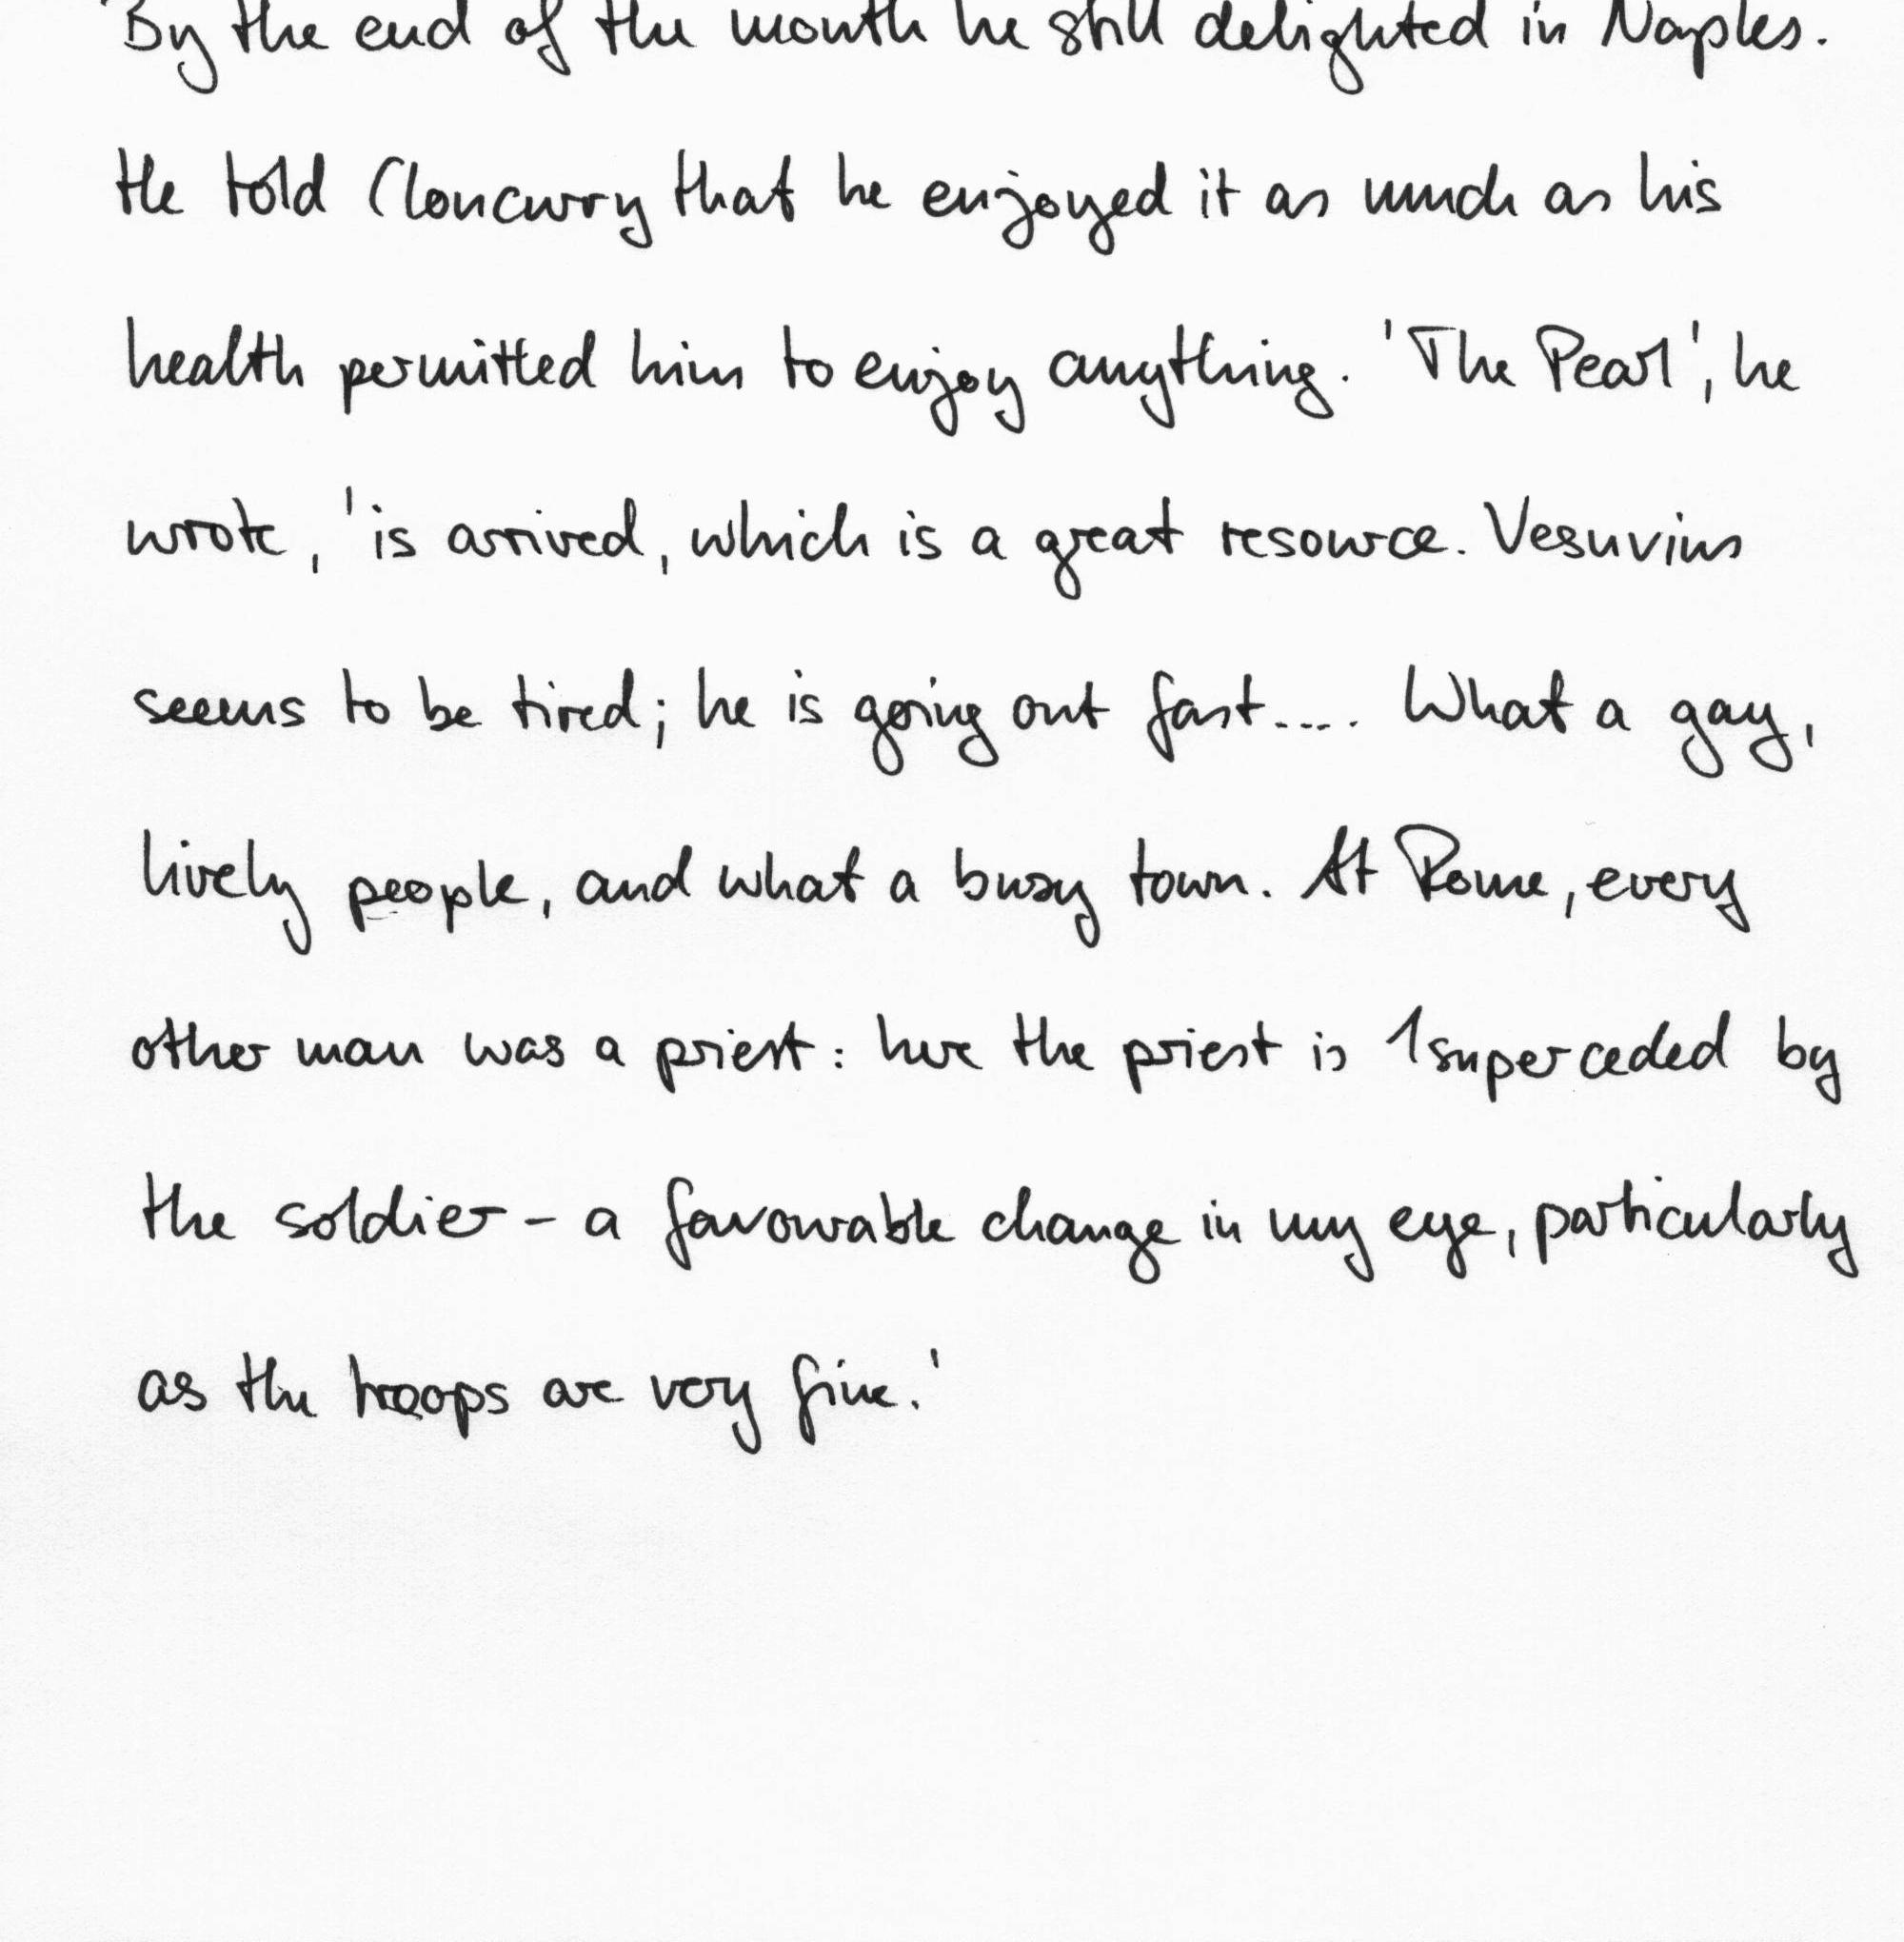 By the end of the month he still delighted in Naples.
He told Cloncurry that he enjoyed it as much as his
health permitted him to enjoy anything. 'The Pearl', he
wrote, 'is arrived, which is a great resource. Vesuvius
seems to be tired; he is going out fast.... What a gay,
lively people, and what a busy town. At Rome, every
other man was a priest: here the priest is 1superceded by
the soldier - a favourable change in my eye, particularly
as the troops are very fine.'